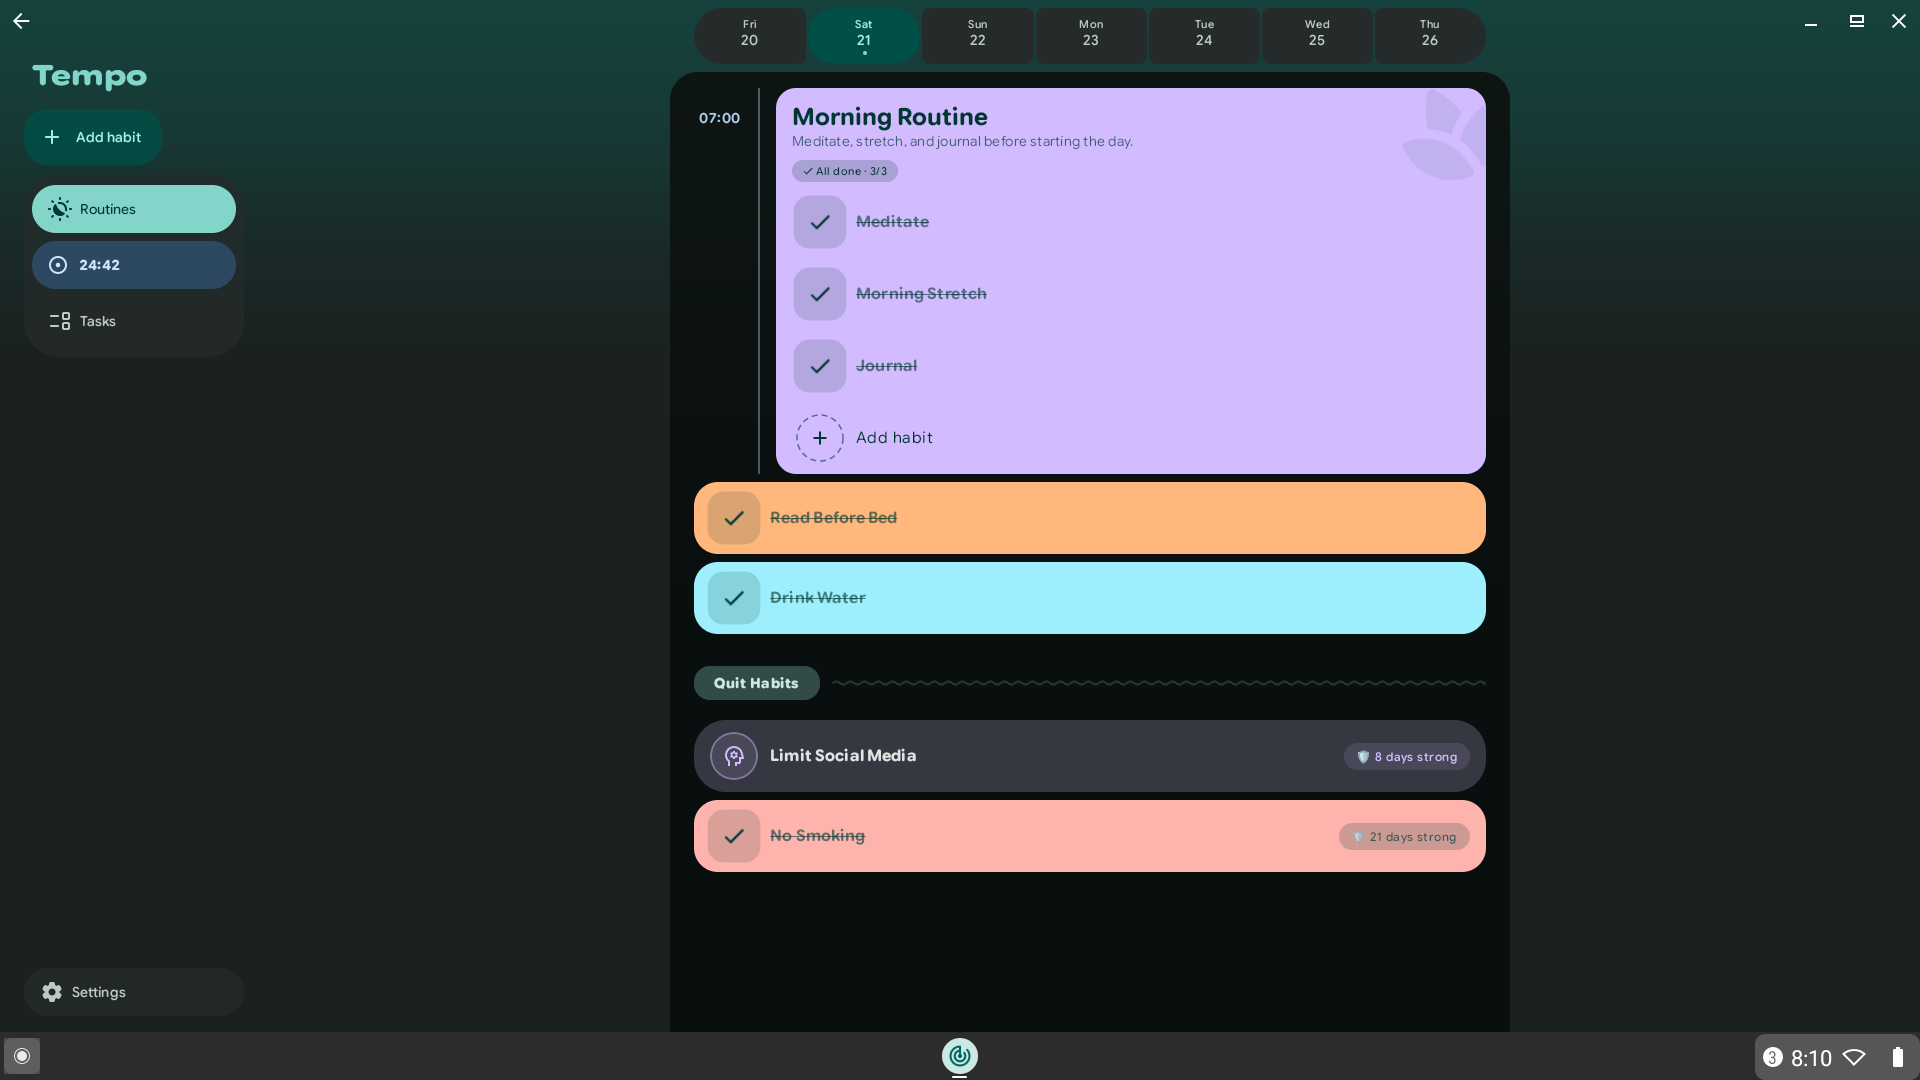 Fri
20
Sat
21
Sun
22
Mon
23
Tue
24
Wed
25
Thu
26
Tempo
Add habit
Routines
24:42
Tasks
07:00
Morning Routine
Meditate, stretch, and journal before starting the day.
All done · 3/3
Meditate
Morning Stretch
Journal
Add habit
Read Before Bed
Drink Water
Quit Habits
Limit Social Media
8 days strong
No Smoking
21 days strong
Settings
3
8:10